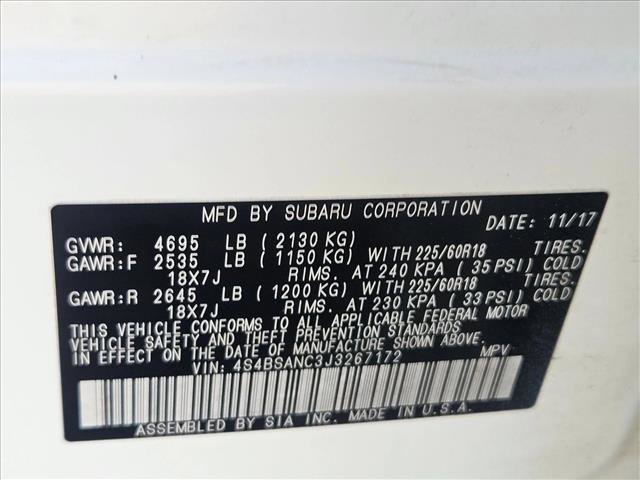 MFD BY SUBARU CORPORATION
DATE: 11/17
GVWR: 4695 LB (2130 KG)
GAWR:F 2535 LB (1150 KG) WITH 225/60R18 TIRES.
18X7J RIMS. AT 240 KPA (35 PSI) COLD
GAWR:R 2645 LB (1200 KG) WITH 225/60R18 TIRES.
18X7J RIMS. AT 230 KPA (33 PSI) COLD
THIS VEHICLE CONFORMS TO ALL APPLICABLE FEDERAL MOTOR
VEHICLE SAFETY AND THEFT PREVENTION STANDARDS
IN EFFECT ON THE DATE OF MANUFACTURE SHOWN ABOVE.
VIN: 4S4BSANC3J3267172 MPV
ASSEMBLED BY SIA INC. MADE IN U.S.A.